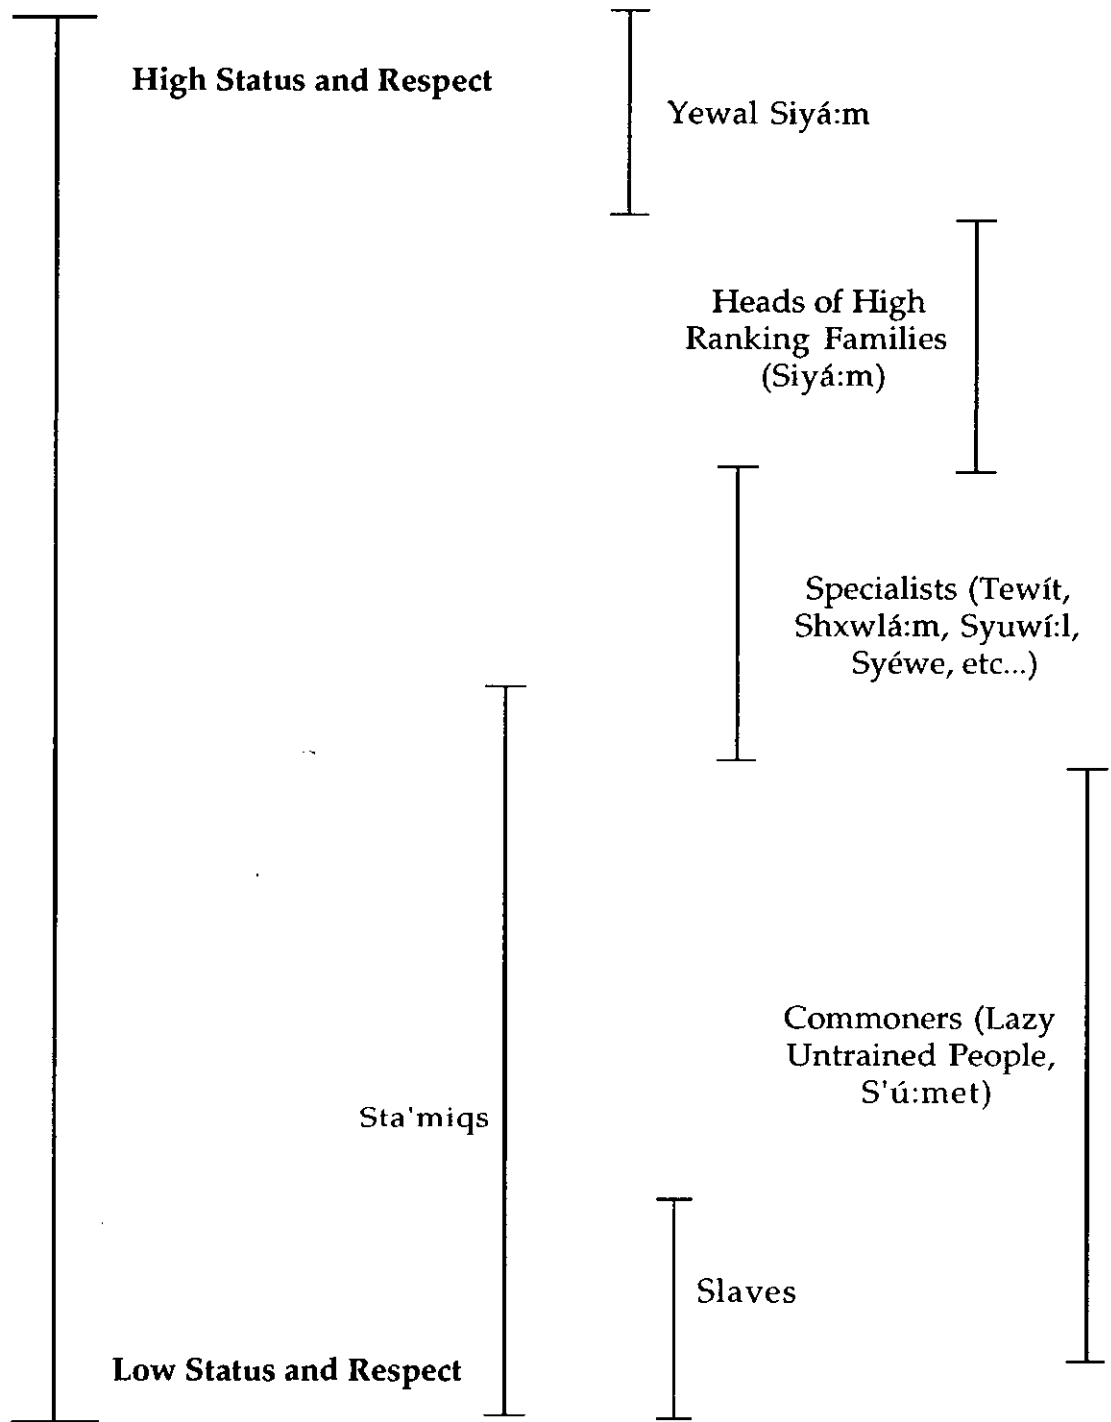 High Status and Respect
Yewal Siyá:m
Heads of High
Ranking Families
(Siyá:m)
Specialists (Tewít,
Shxwlá:m, Syuwí:l,
Syéwe, etc...)
Commoners (Lazy
Untrained People,
S'ú:met)
Sta'miqs
Slaves
Low Status and Respect